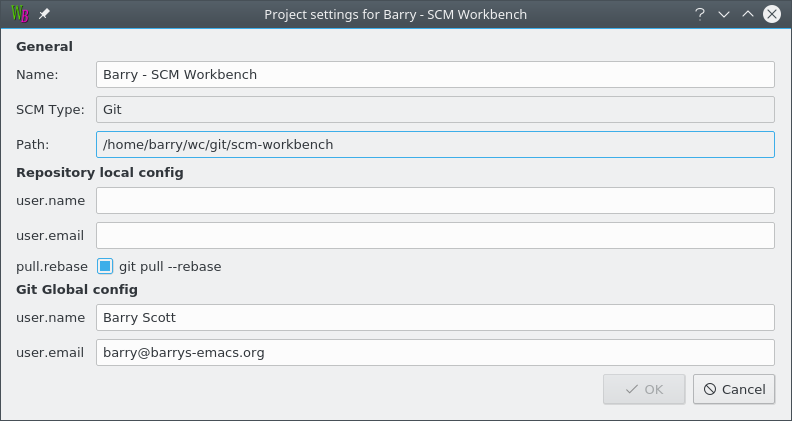 WB
Project settings for Barry - SCM Workbench
General
Name: Barry - SCM Workbench
SCM Type: Git
Path: /home/barry/wc/git/scm-workbench
Repository local config
user.name
user.email
pull.rebase git pull --rebase
Git Global config
user.name Barry Scott
user.email barry@barrys-emacs.org
OK Cancel